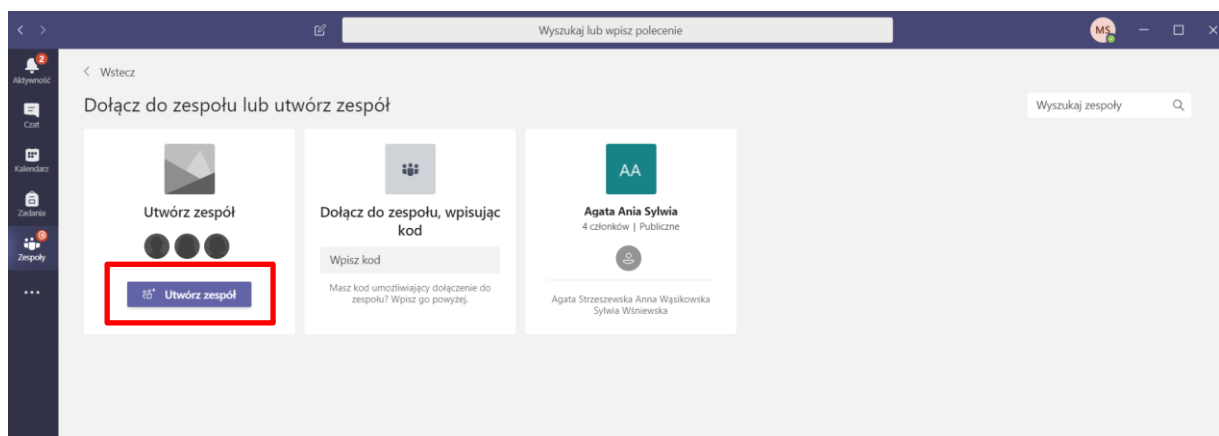 Wyszukaj lub wpisz polecenie
MS
2
Aktywność
Czat
Kalendarz
Zadania
Zespoły
< Wstecz
Dołącz do zespołu lub utwórz zespół
Wyszukaj zespoły
Utwórz zespół
Utwórz zespół
Dołącz do zespołu, wpisując
kod
Wpisz kod
Masz kod umożliwiający dołączenie do
zespołu? Wpisz go powyżej.
AA
Agata Ania Sylwia
4 członków | Publiczne
Agata Strzeszewska Anna Wąsikowska
Sylwia Wśniewska